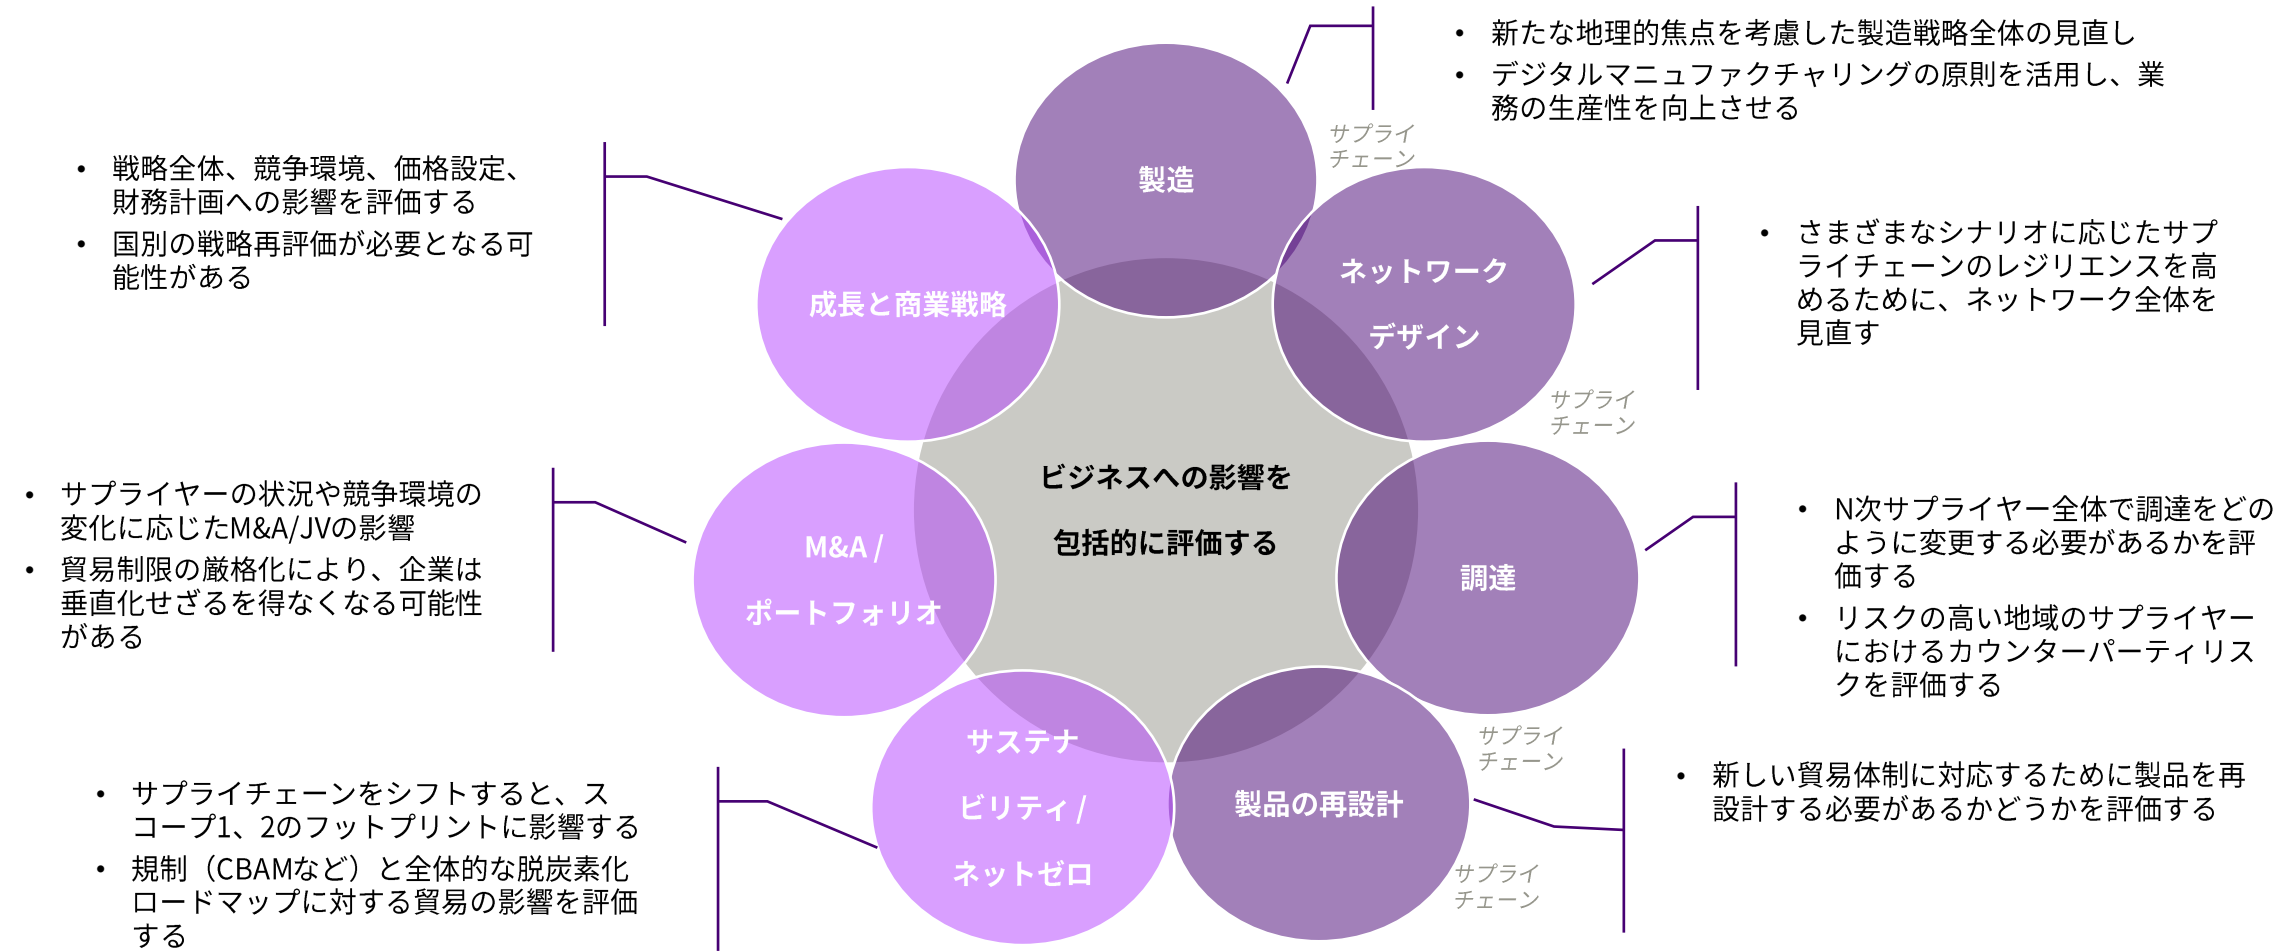 • 新たな地理的焦点を考慮した製造戦略全体の見直し
• デジタルマニュファクチャリングの原則を活用し、業
務の生産性を向上させる
サプライ
チェーン
製造
• 戦略全体、競争環境、価格設定、
財務計画への影響を評価する
• 国別の戦略再評価が必要となる可
能性がある
成長と商業戦略
ネットワーク
デザイン
• さまざまなシナリオに応じたサプ
ライチェーンのレジリエンスを高
めるために、ネットワーク全体を
見直す
サプライ
チェーン
ビジネスへの影響を
包括的に評価する
• サプライヤーの状況や競争環境の
変化に応じたM&A/JVの影響
• 貿易制限の厳格化により、企業は
垂直化せざるを得なくなる可能性
がある
M&A /
ポートフォリオ
調達
• N次サプライヤー全体で調達をどの
ように変更する必要があるかを評
価する
• リスクの高い地域のサプライヤー
におけるカウンターパーティリス
クを評価する
サプライ
チェーン
• サプライチェーンをシフトすると、ス
コープ1、2のフットプリントに影響する
• 規制（CBAMなど）と全体的な脱炭素化
ロードマップに対する貿易の影響を評価
する
サステナ
ビリティ /
ネットゼロ
製品の再設計
• 新しい貿易体制に対応するために製品を再
設計する必要があるかどうかを評価する
サプライ
チェーン